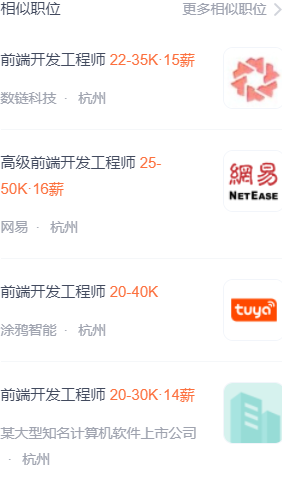 相似职位 更多相似职位
前端开发工程师 22-35K·15薪
数链科技 · 杭州
高级前端开发工程师 25-
50K·16薪
網易
NETEASE
网易 · 杭州
前端开发工程师 20-40K
tuya
涂鸦智能 · 杭州
前端开发工程师 20-30K·14薪
某大型知名计算机软件上市公司
· 杭州